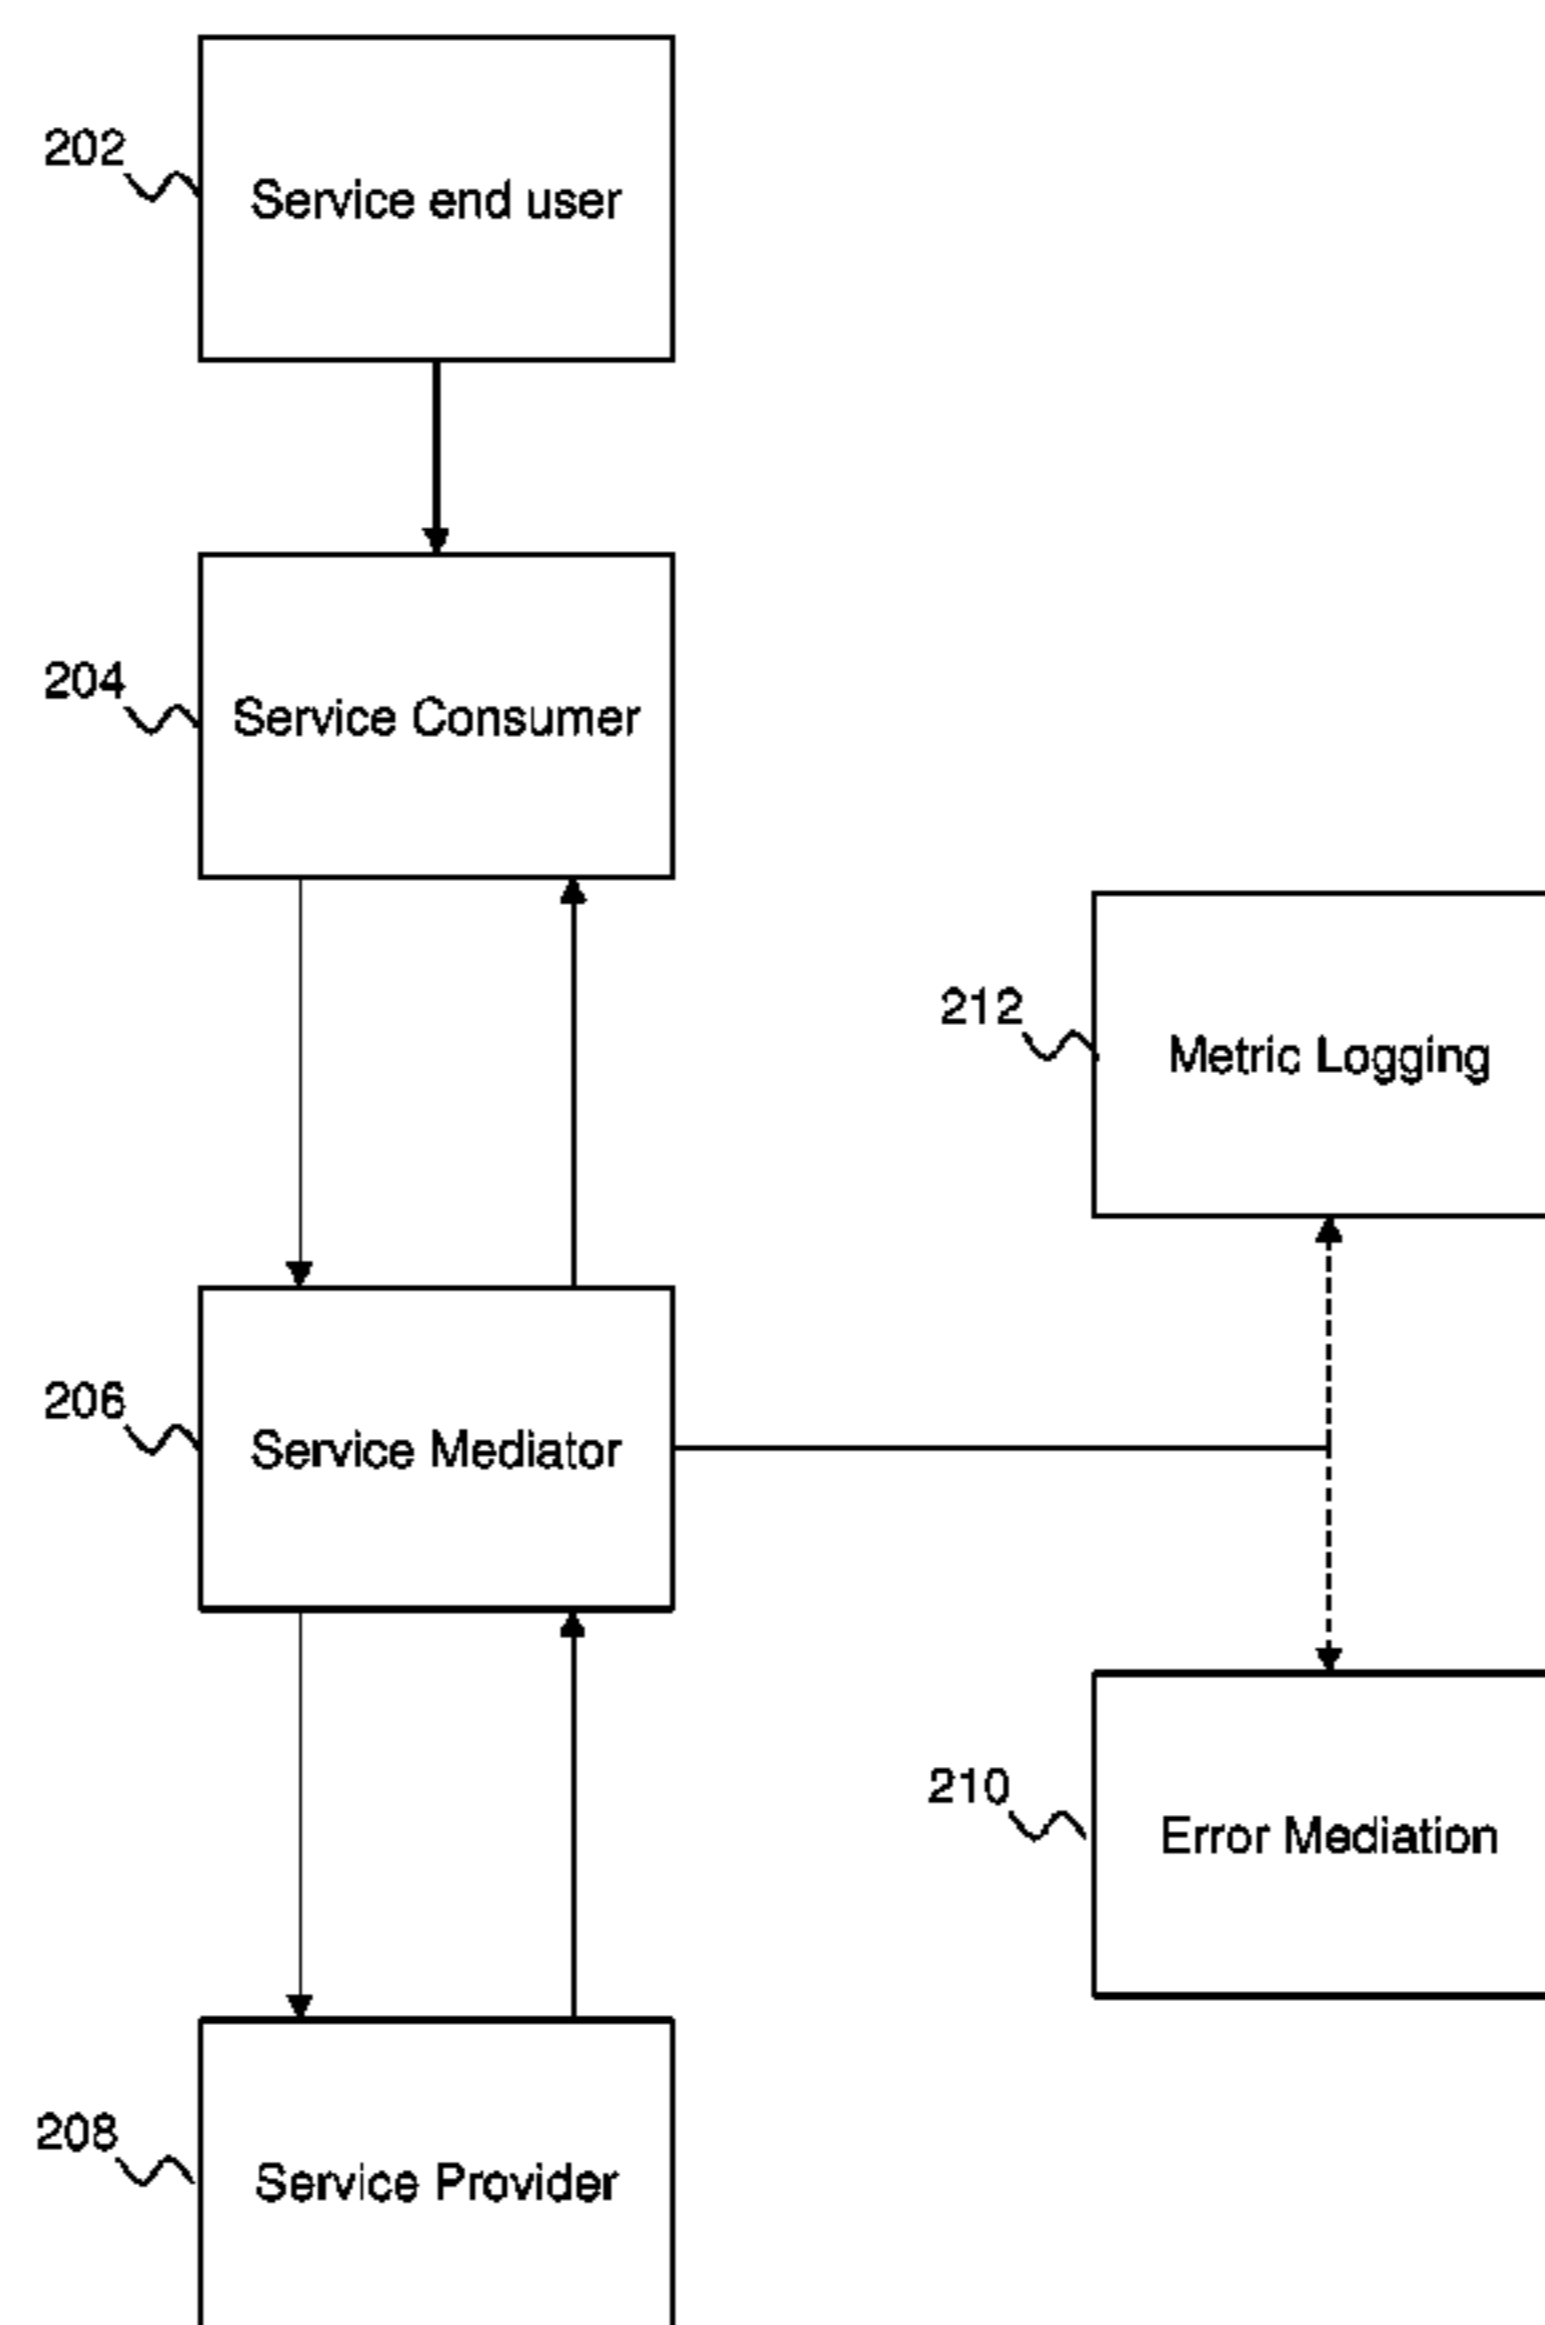 202
Service end user
204
Service Consumer
212
Metric Logging
206
Service Mediator
210
Error Mediation
208
Service Provider